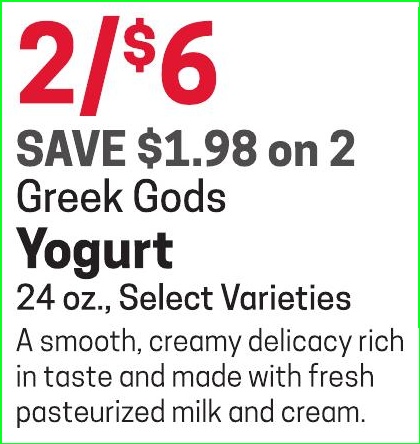 2/$6
SAVE $1.98 on 2
Greek Gods
Yogurt
24 oz., Select Varieties
A smooth, creamy delicacy rich
in taste and made with fresh
pasteurized milk and cream.